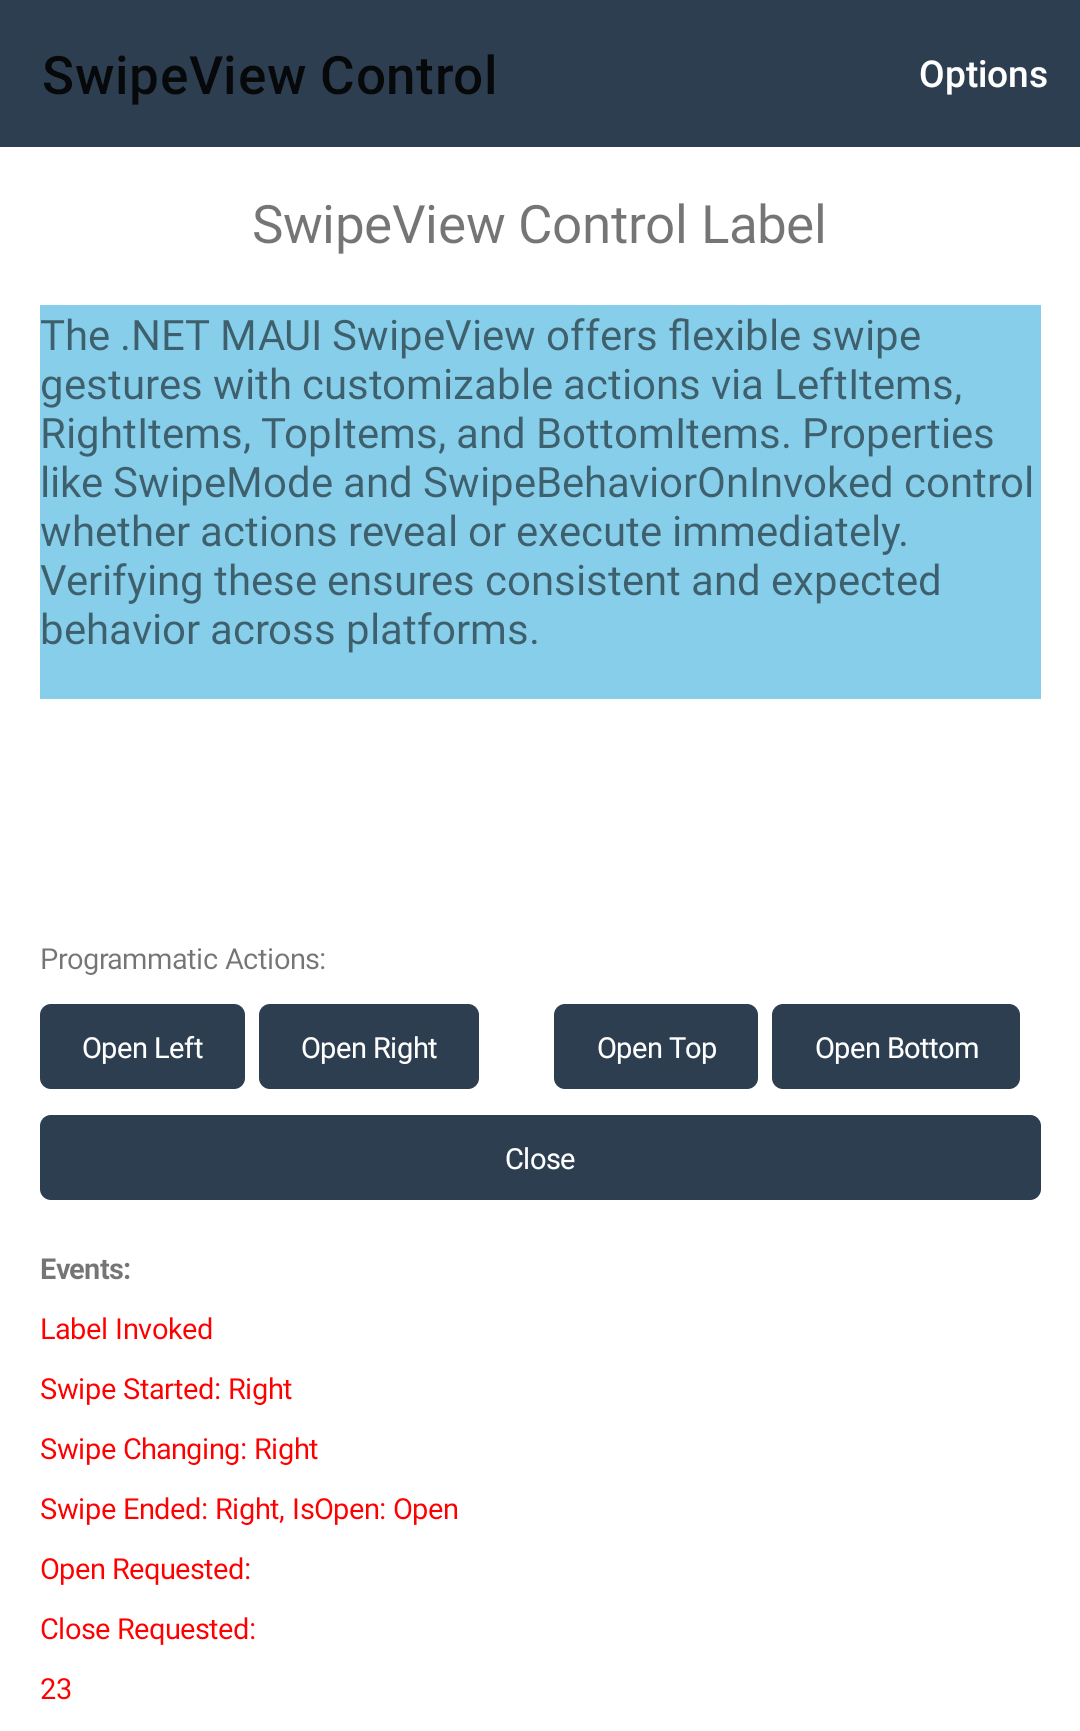 SwipeView Control
Options
SwipeView Control Label
The .NET MAUI SwipeView offers flexible swipe
gestures with customizable actions via LeftItems,
RightItems, TopItems, and BottomItems. Properties
like SwipeMode and SwipeBehaviorOnInvoked control
whether actions reveal or execute immediately.
Verifying these ensures consistent and expected
behavior across platforms.
Programmatic Actions:
Open Left
Open Right
Open Top
Open Bottom
Close
Events:
Label Invoked
Swipe Started: Right
Swipe Changing: Right
Swipe Ended: Right, IsOpen: Open
Open Requested:
Close Requested:
23